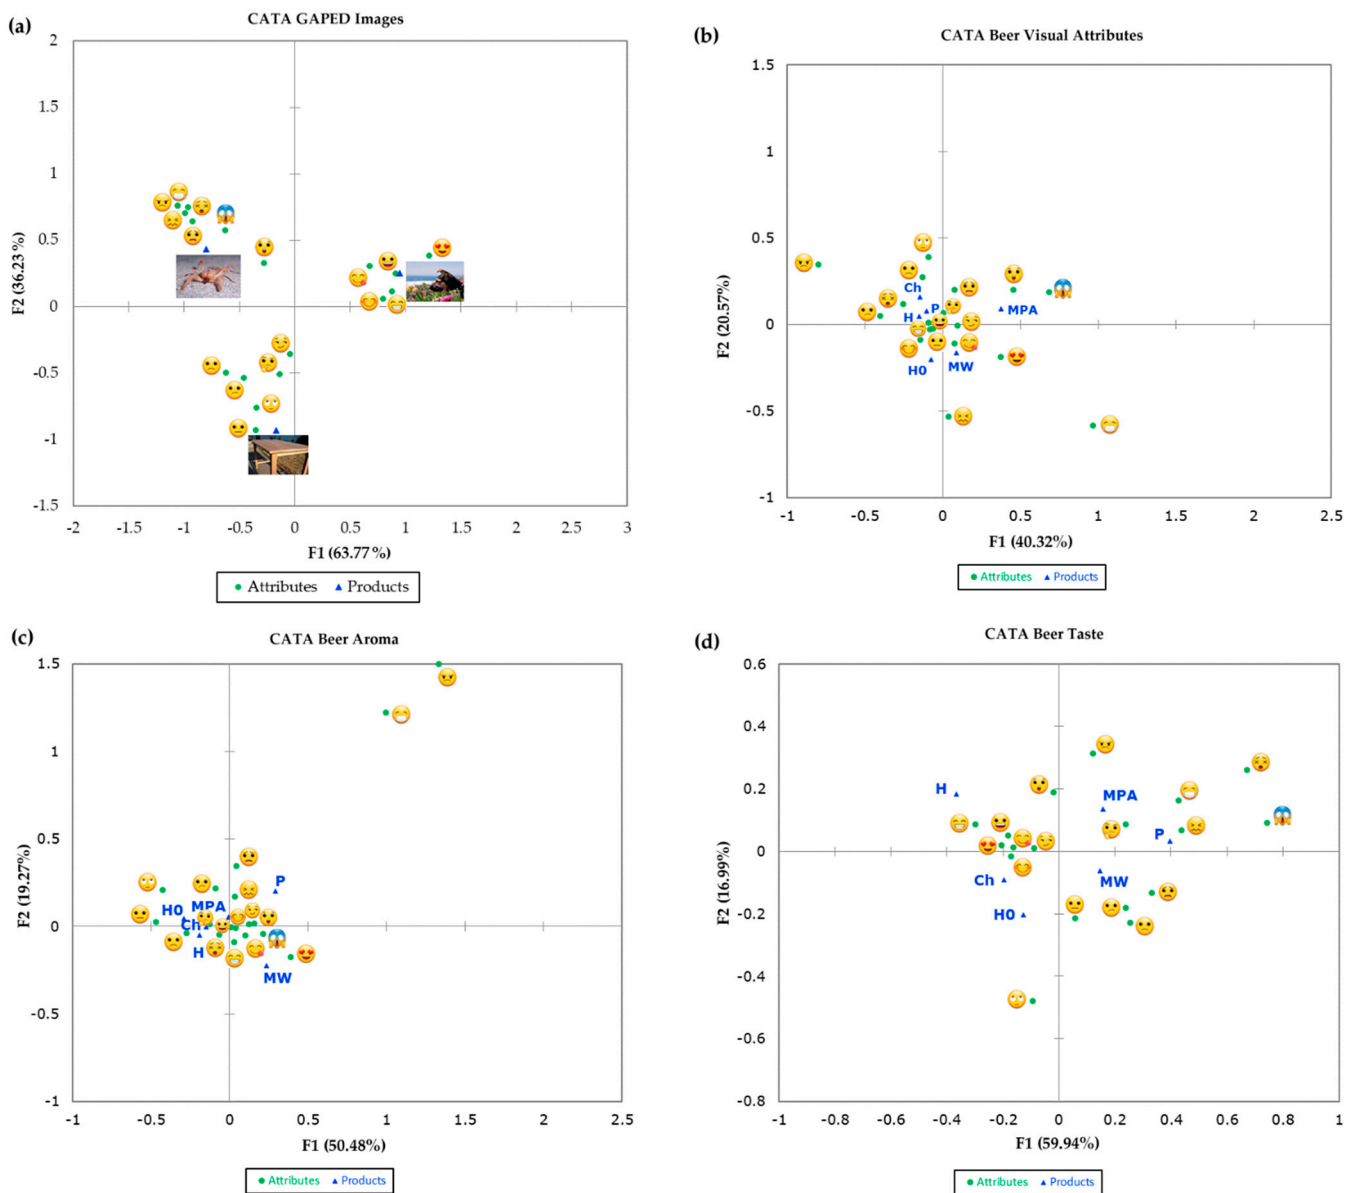 (a)
CATA GAPED Images
2
1.5
1
0.5
0
-0.5
-1
-1.5
F2 (36.23 %)
-2 -1.5 -1 -0.5 0 0.5 1 1.5 2 2.5 3
F1 (63.77 %)
Attributes Products
(b)
CATA Beer Visual Attributes
1.5
1
0.5
0
-0.5
-1
F2 (20.57%)
Ch
H
P
MPA
H0
MW
-1 -0.5 0 0.5 1 1.5 2 2.5
F1 (40.32%)
Attributes Products
(c)
CATA Beer Aroma
1.5
1
0.5
0
-0.5
-1
F2 (19.27%)
P
H0
MPA
Ch
H
MW
-1 -0.5 0 0.5 1 1.5 2 2.5
F1 (50.48%)
Attributes Products
(d)
CATA Beer Taste
0.6
0.4
0.2
0
-0.2
-0.4
-0.6
-0.8
F2 (16.99%)
H
MPA
P
Ch
MW
H0
-1 -0.8 -0.6 -0.4 -0.2 0 0.2 0.4 0.6 0.8 1
F1 (59.94%)
Attributes Products